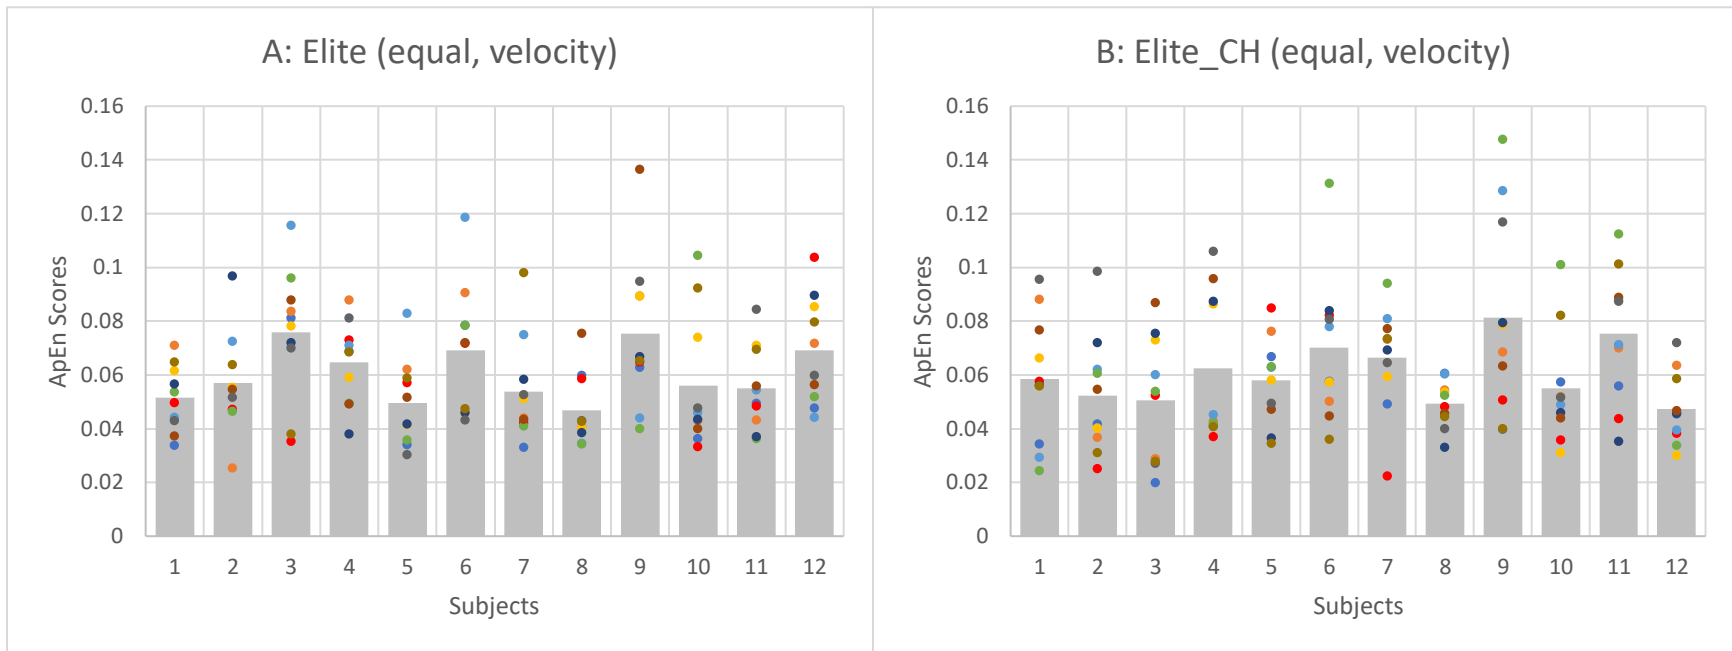 A: Elite (equal, velocity)
0.16
0.14
0.12
0.1
0.08
0.06
0.04
0.02
0
ApEn Scores
1 2 3 4 5 6 7 8 9 10 11 12
Subjects
B: Elite_CH (equal, velocity)
0.16
0.14
0.12
0.1
0.08
0.06
0.04
0.02
0
ApEn Scores
1 2 3 4 5 6 7 8 9 10 11 12
Subjects